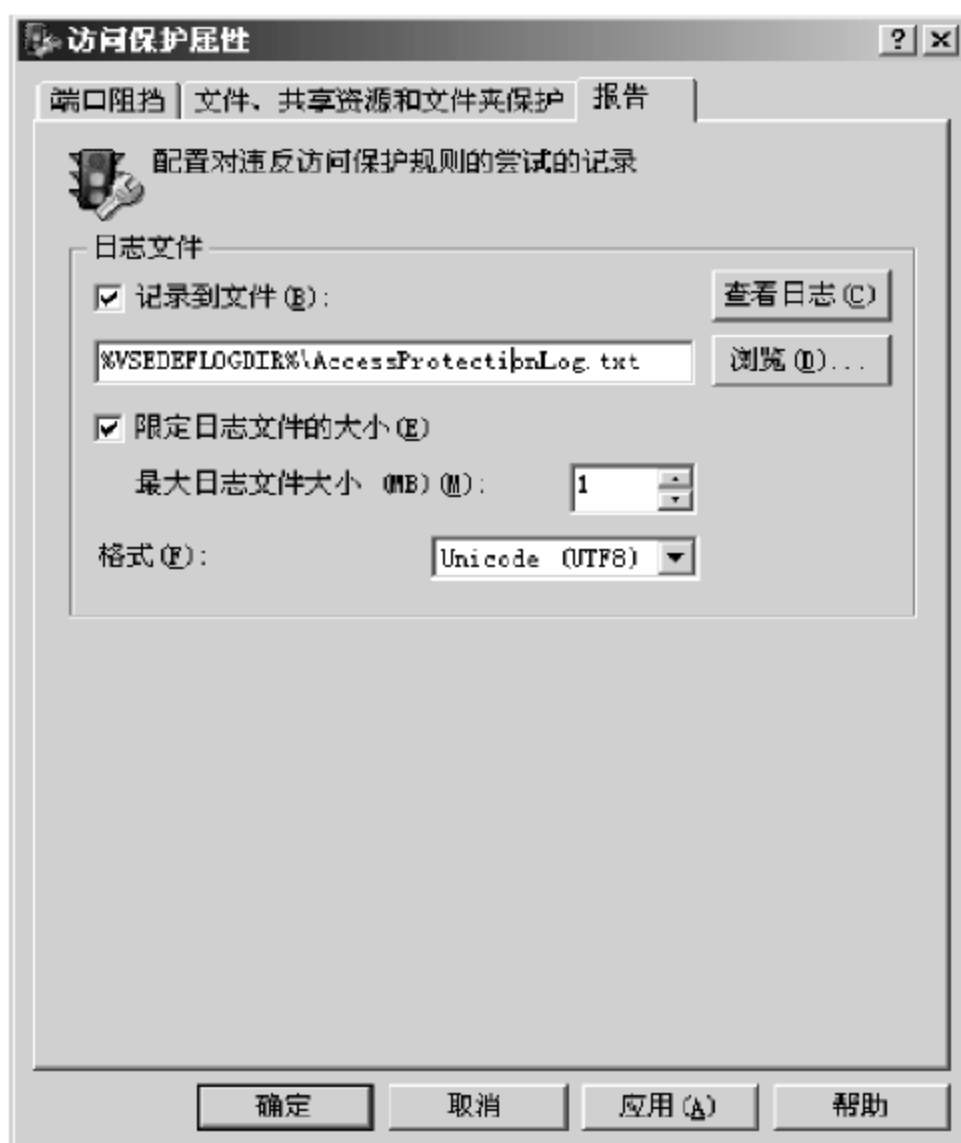 访问保护属性
端口阻挡 文件、共享资源和文件夹保护 报告
配置对违反访问保护规则的尝试的记录
日志文件
记录到文件(B): 查看日志(C)
%VSEDEFLOGDIR%\AccessProtectionLog.txt 浏览(D)...
限定日志文件的大小(E)
最大日志文件大小 (MB)(M): 1
格式(F): Unicode (UTF8)
确定 取消 应用(A) 帮助